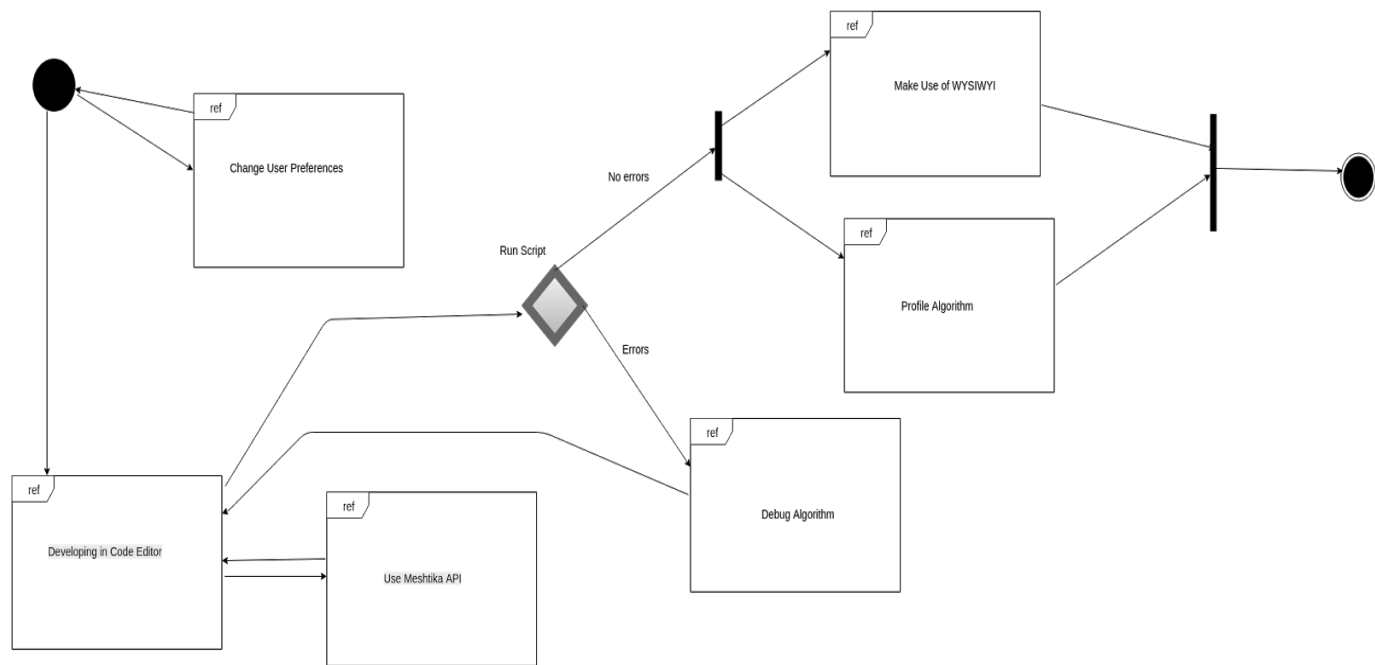 ref
Make Use of WYSIWYI
ref
Change User Preferences
No errors
ref
Profile Algorithm
Run Script
Errors
ref
Debug Algorithm
ref
Developing in Code Editor
ref
Use Meshtika API